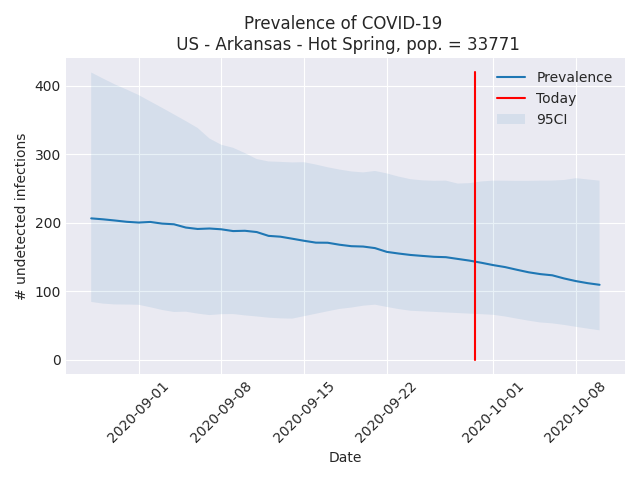 Prevalence of COVID-19
US - Arkansas - Hot Spring, pop. = 33771
# undetected infections
400
300
200
100
0
Prevalence
Today
95CI
2020-09-01
2020-09-08
2020-09-15
2020-09-22
2020-10-01
2020-10-08
Date